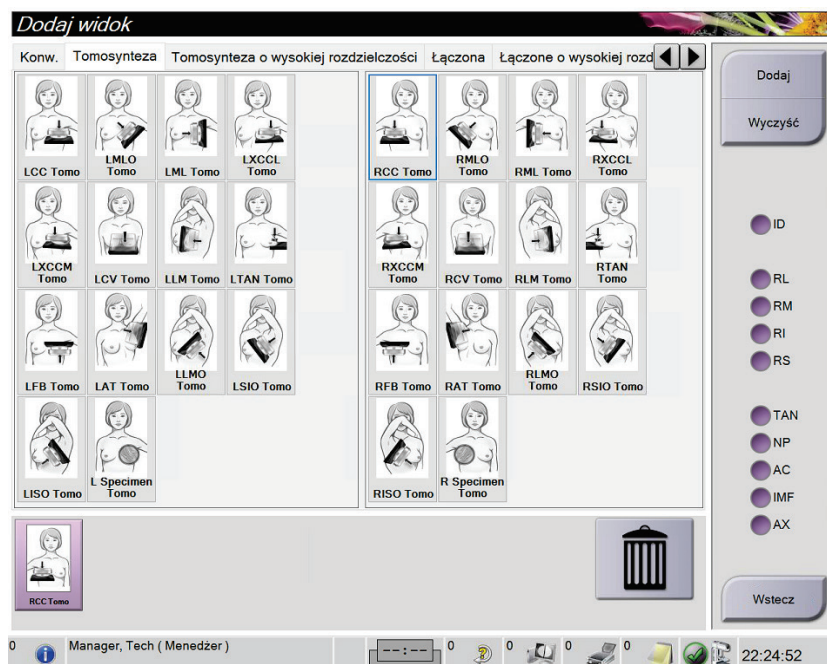 Dodaj widok
Konw. Tomosynteza Tomosynteza o wysokiej rozdzielczości Łączona Łączone o wysokiej rozd
LCC Tomo
LMLO
Tomo
LML Tomo
LXCCL
Tomo
RCC Tomo
RMLO
Tomo
RML Tomo
RXCCL
Tomo
LXCCM
Tomo
LCV Tomo
LLM Tomo
LTAN Tomo
RXCCM
Tomo
RCV Tomo
RLM Tomo
RTAN
Tomo
LFB Tomo
LAT Tomo
LLMO
Tomo
LSIO Tomo
RFB Tomo
RAT Tomo
RLMO
Tomo
RSIO Tomo
LISO Tomo
L Specimen
Tomo
RISO Tomo
R Specimen
Tomo
RCC Tomo
Dodaj
Wyczyść
ID
RL
RM
RI
RS
TAN
NP
AC
IMF
AX
Wstecz
0
Manager, Tech ( Menedżer )
--:--
0
0
0
0
22:24:52